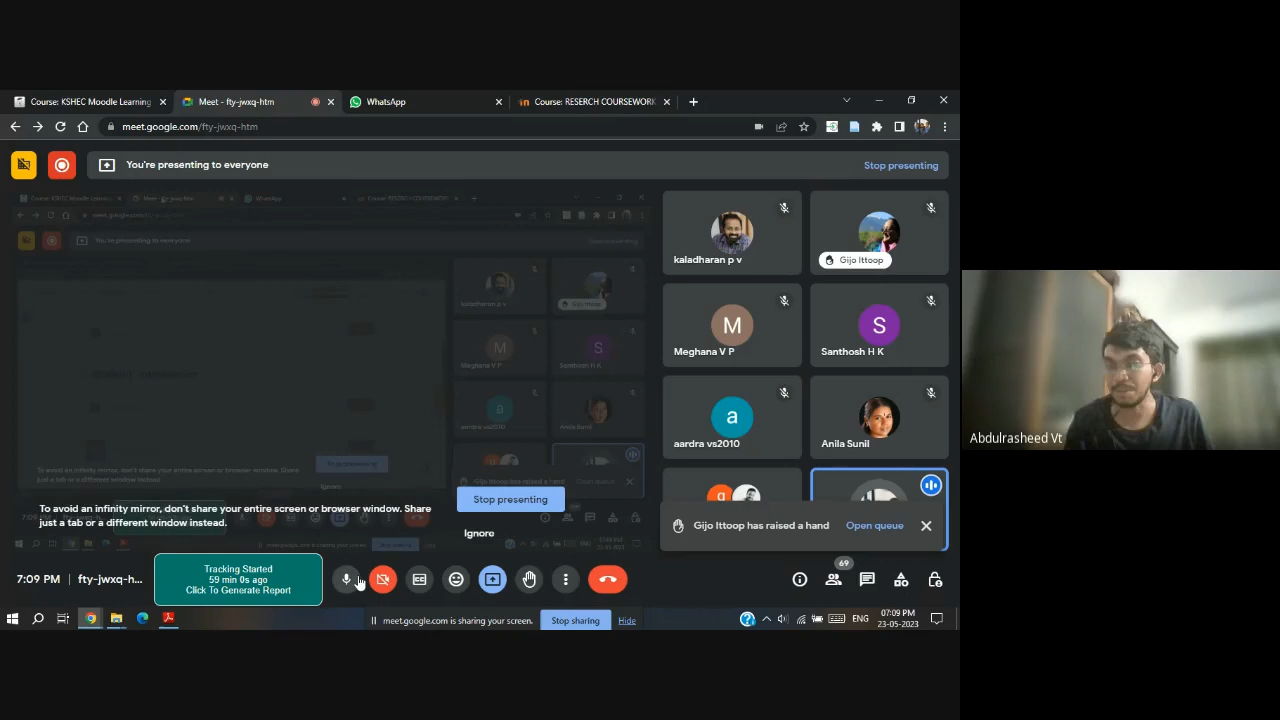 Course: KSHEC Moodle Learning
Meet - fty-jwxq-htm
WhatsApp
Course: RESERCH COURSEWORK
meet.google.com/fty-jwxq-htm
You're presenting to everyone
Stop presenting
kaladharan p v
Gijo Ittoop
Meghana V P
Santhosh H K
aardra vs2010
Anila Sunil
M
S
a
g
To avoid an infinity mirror, don't share your entire screen or browser window. Share
just a tab or a different window instead.
Stop presenting
Ignore
Gijo Ittoop has raised a hand
Open queue
7:09 PM | fty-jwxq-h...
Tracking Started
59 min 0s ago
Click To Generate Report
69
meet.google.com is sharing your screen.
Stop sharing
Hide
ENG
07:09 PM
23-05-2023
Abdulrasheed Vt